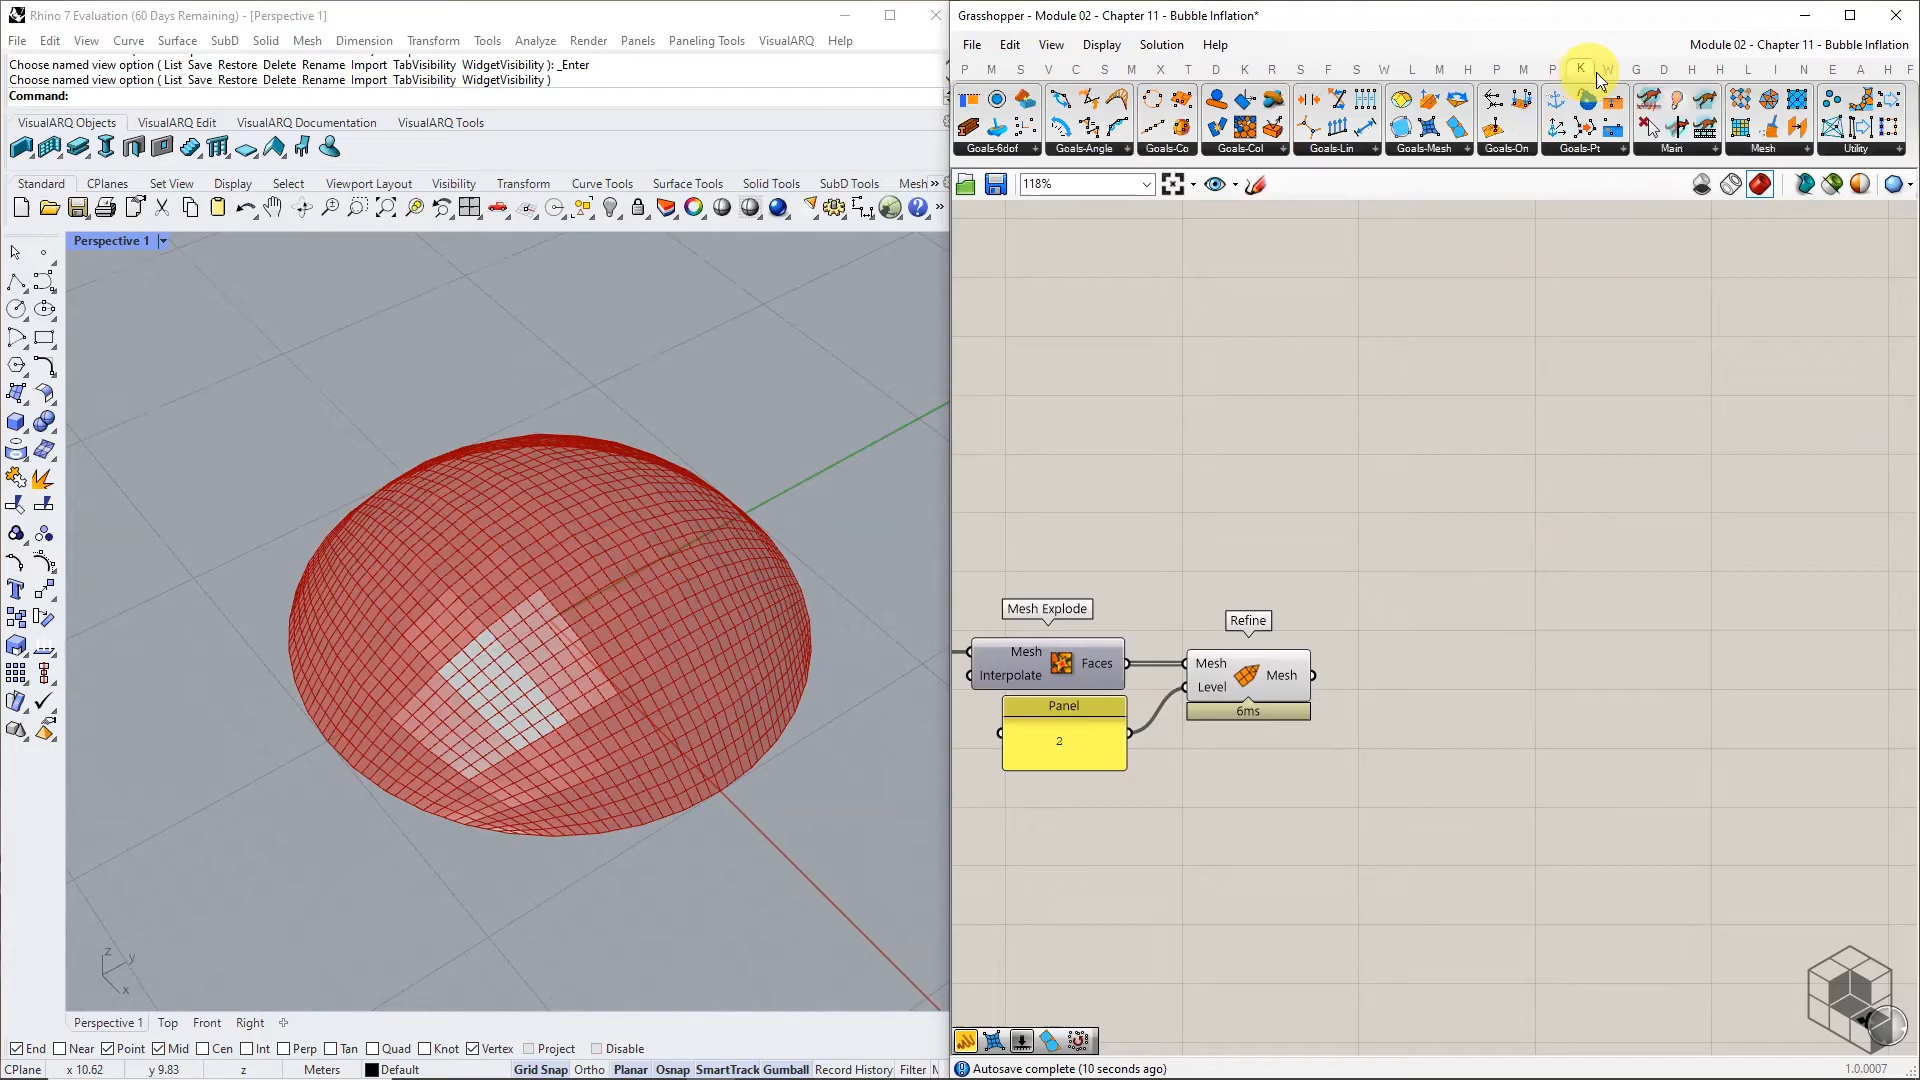 Rhino 7 Evaluation (60 Days Remaining) - [Perspective 1]
File Edit View Curve Surface SubD Solid Mesh Dimension Transform Tools Analyze Render Panels Paneling Tools VisualARQ Help
Choose named view option ( List Save Restore Delete Rename Import TabVisibility WidgetVisibility ): _Enter
Choose named view option ( List Save Restore Delete Rename Import TabVisibility WidgetVisibility )
Command:
VisualARQ Objects VisualARQ Edit VisualARQ Documentation VisualARQ Tools
Standard CPlanes Set View Display Select Viewport Layout Visibility Transform Curve Tools Surface Tools Solid Tools SubD Tools Mesh »
Perspective 1
z
y
x
Perspective 1 Top Front Right
End Near Point Mid Cen Int Perp Tan Quad Knot Vertex Project Disable
CPlane x 10.62 y 9.83 z Meters Default Grid Snap Ortho Planar Osnap SmartTrack Gumball Record History Filter
Grasshopper - Module 02 - Chapter 11 - Bubble Inflation*
File Edit View Display Solution Help Module 02 - Chapter 11 - Bubble Inflation
P M S V C S M X T D K R S F S W L M H P M P K W G D H H L I N E A H F
Goals-6dof Goals-Angle Goals-Co Goals-Col Goals-Lin Goals-Mesh Goals-On Goals-Pt Main Mesh Utility
118%
Mesh Explode
Mesh
Interpolate
Faces
Panel
2
Refine
Mesh
Level
Mesh
6ms
Autosave complete (10 seconds ago) 1.0.0007